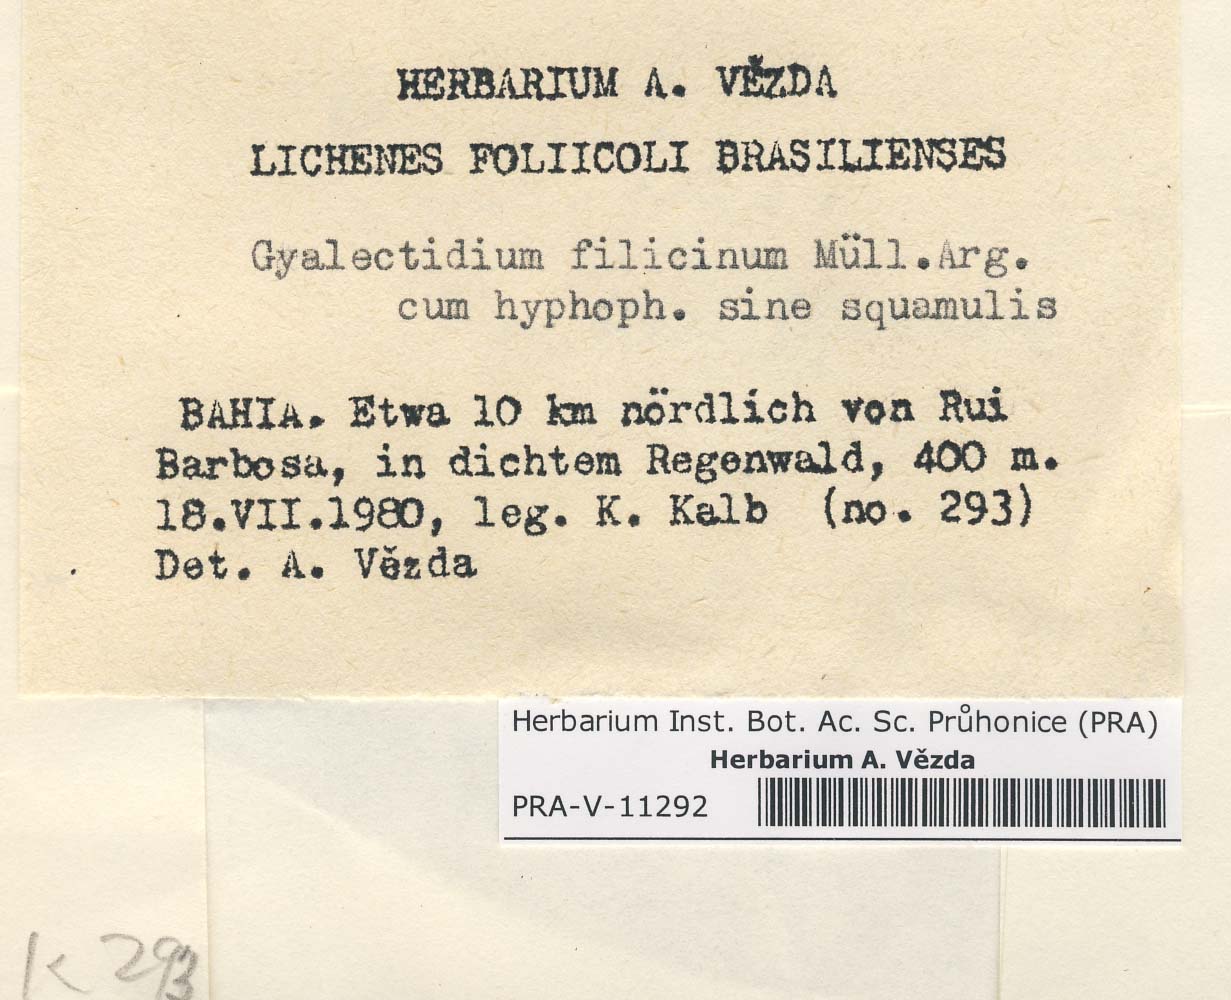 HERBARIUM A. VĚZDA
LICHENES FOLIICOLI BRASILIENSES
Gyalectidium filicinum Müll.Arg.
cum hyphoph. sine squamulis
BAHIA. Etwa 10 km nördlich von Rui
Barbosa, in dichtem Regenwald, 400 m.
18.VII.1980, leg. K. Kalb (no. 293)
Det. A. Vězda
Herbarium Inst. Bot. Ac. Sc. Průhonice (PRA)
Herbarium A. Vězda
PRA-V-11292
K 293